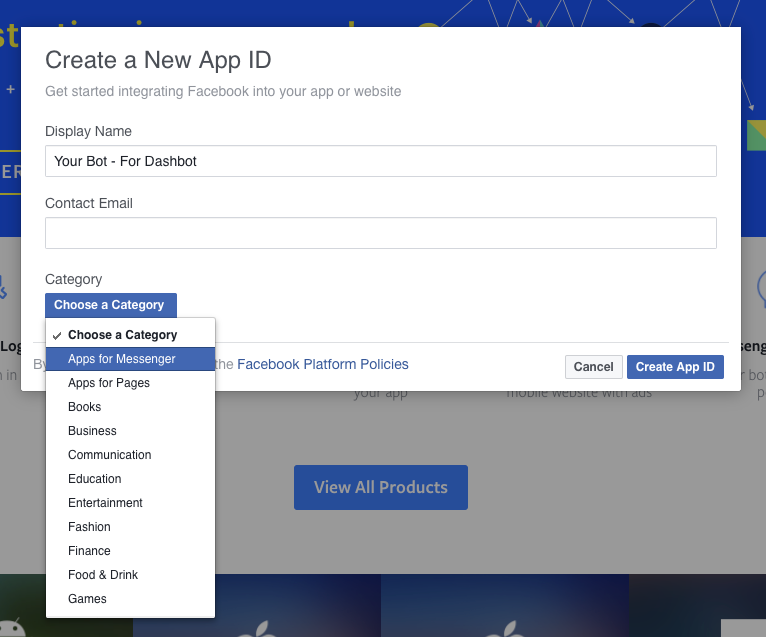 +
Create a New App ID
Get started integrating Facebook into your app or website
Display Name
Your Bot - For Dashbot
Contact Email
Category
Choose a Category
✓ Choose a Category
Apps for Messenger
Apps for Pages
Books
Business
Communication
Education
Entertainment
Fashion
Finance
Food & Drink
Games
the Facebook Platform Policies
Cancel
Create App ID
your app
mobile website with ads
View All Products